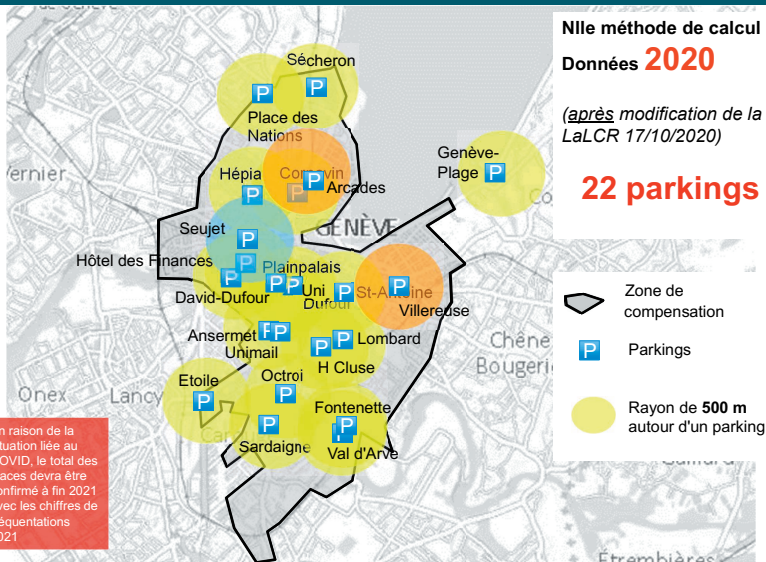 Nlle méthode de calcul
Données 2020
(après modification de la
LaLCR 17/10/2020)
22 parkings
Zone de
compensation
Parkings
Rayon de 500 m
autour d'un parking
Sécheron
Place des
Nations
Genève-
Plage
Hépia
Cornavin
Arcades
GENÈVE
Seujet
Hôtel des Finances
Plainpalais
David-Dufour
Uni
Dufour
St-Antoine
Villereuse
Ansermet
Unimail
Lombard
H Cluse
Chêne
Bougerie
Onex
Lancy
Etoile
Octroi
Fontenette
Sardaigne
Val d'Arve
Étrembières
ernier
n raison de la
tuation liée au
OVID, le total des
aces devra être
onfirmé à fin 2021
vec les chiffres de
équentations
021